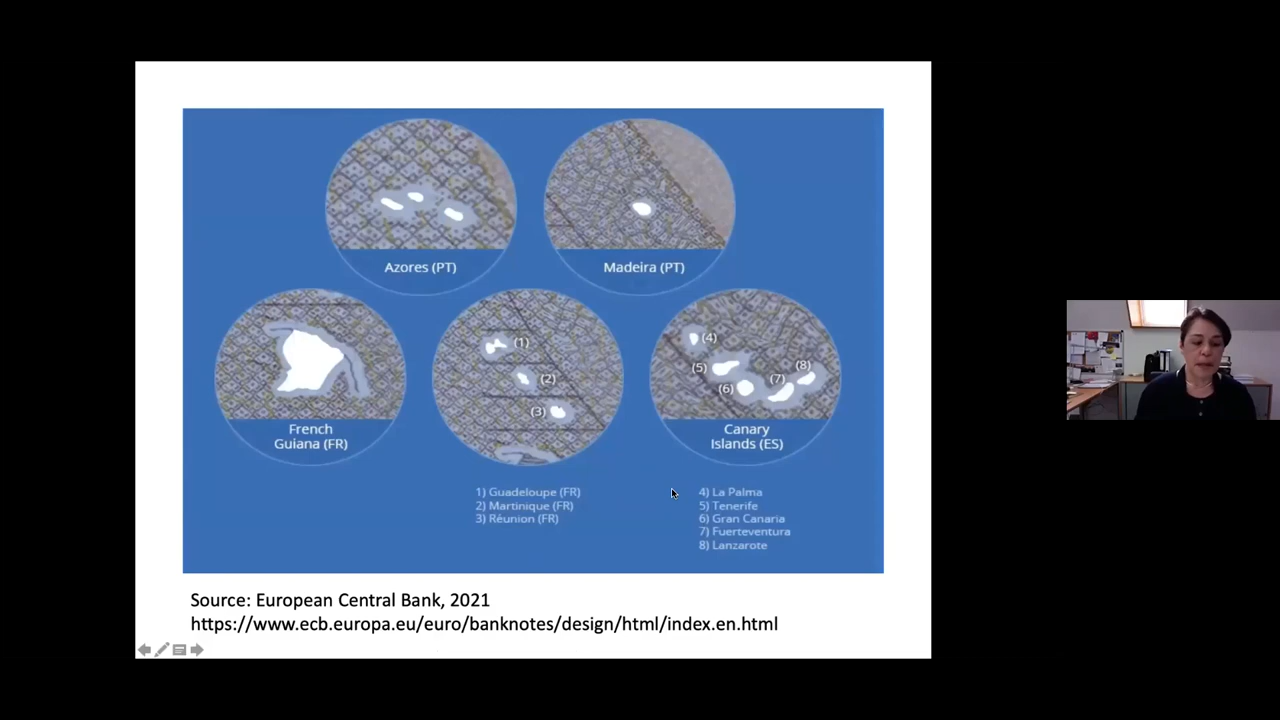 Azores (PT)
Madeira (PT)
French
Guiana (FR)
(1)
(2)
(3)
(4)
(5)
(6)
(7)
(8)
Canary
Islands (ES)
1) Guadeloupe (FR)
2) Martinique (FR)
3) Réunion (FR)
4) La Palma
5) Tenerife
6) Gran Canaria
7) Fuerteventura
8) Lanzarote
Source: European Central Bank, 2021
https://www.ecb.europa.eu/euro/banknotes/design/html/index.en.html